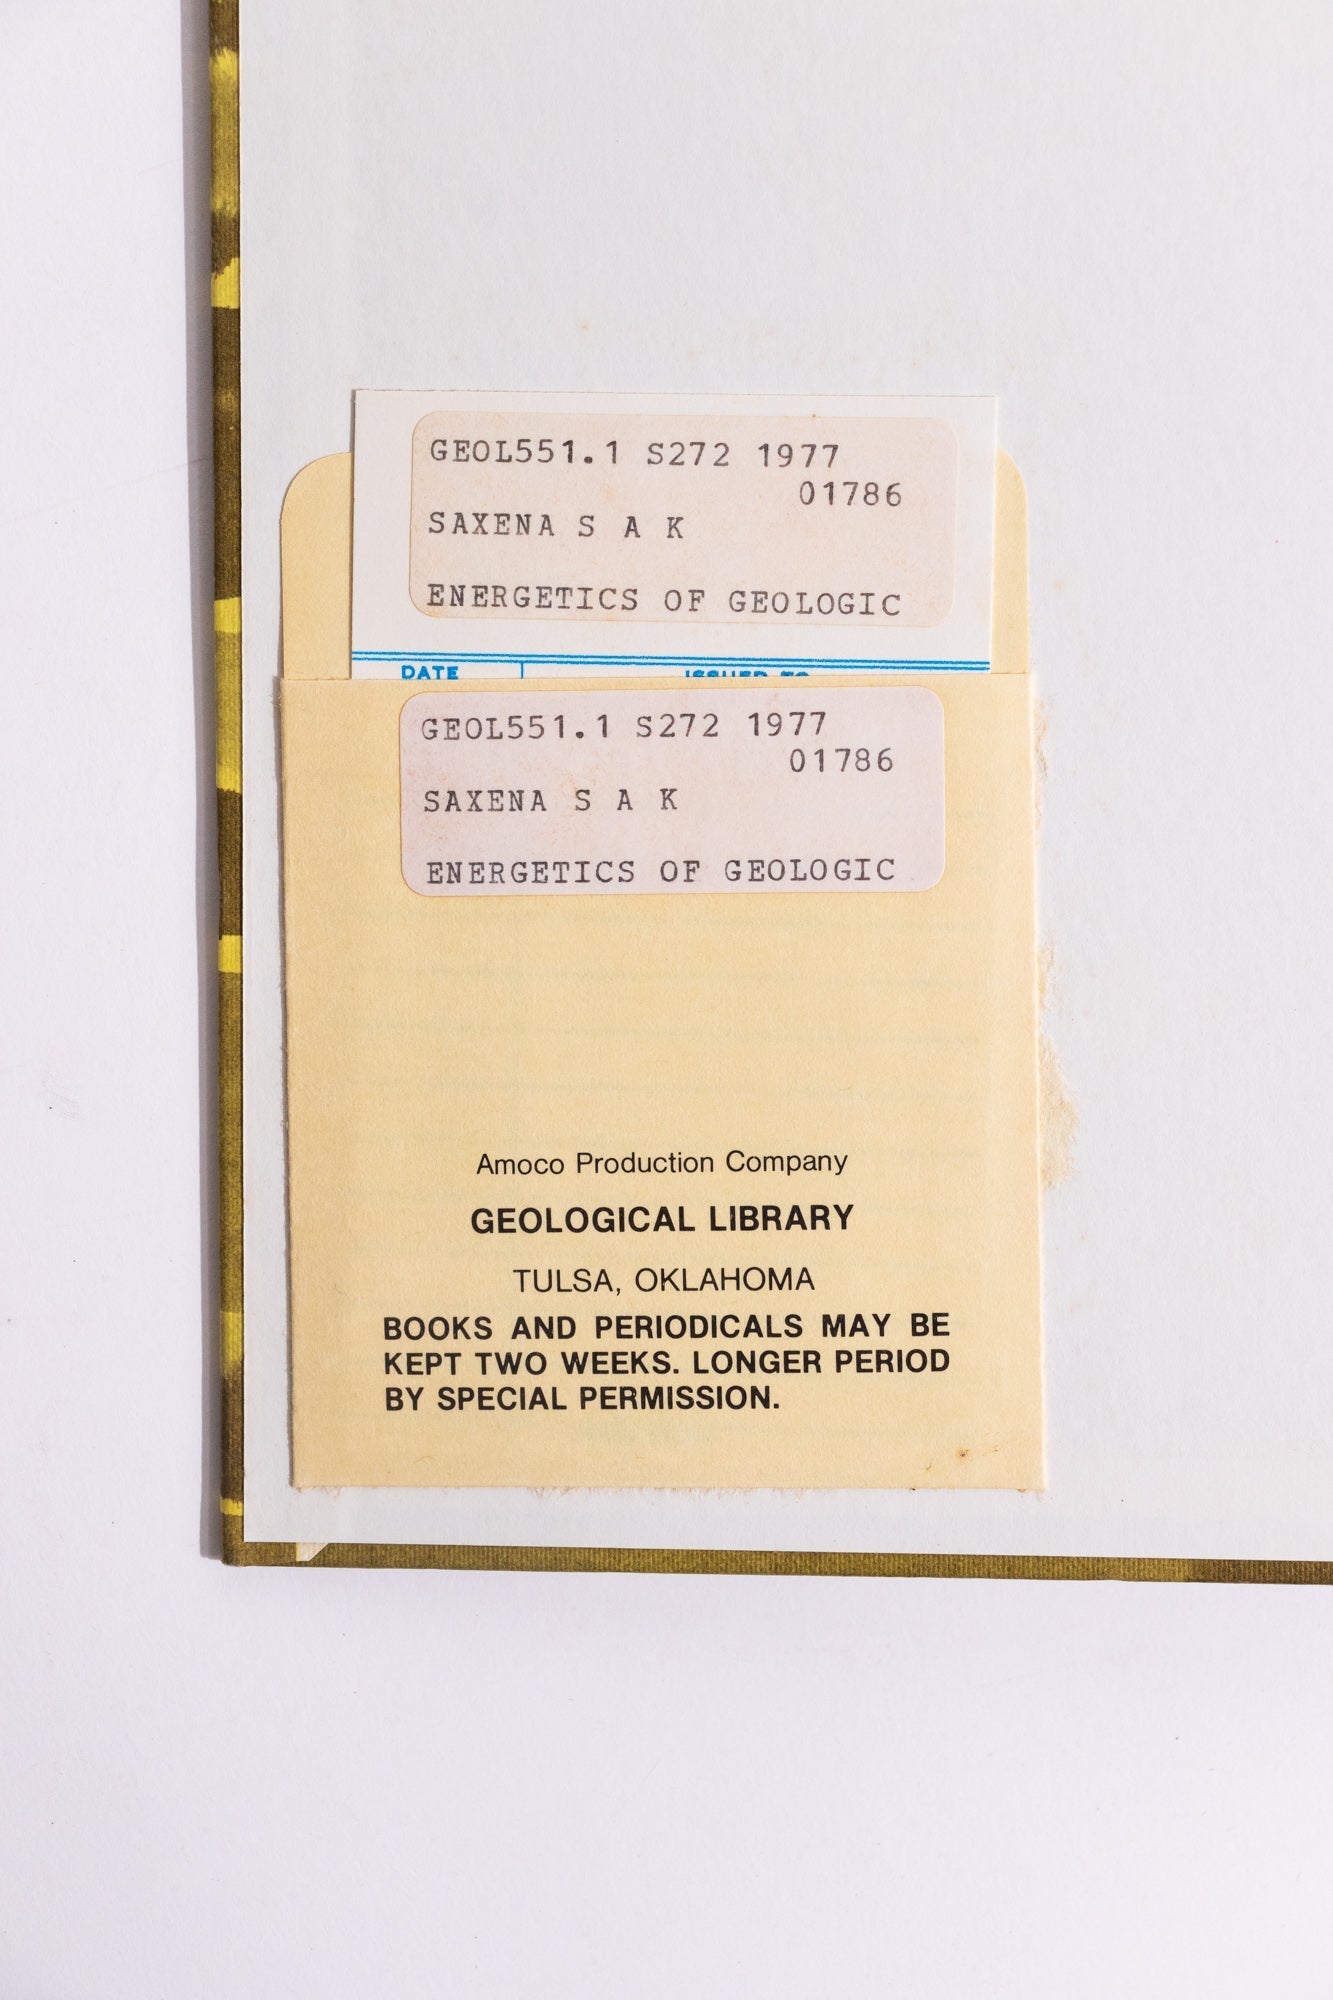 GEOL551.1 S272 1977
01786
SAXENA S A K
ENERGETICS OF GEOLOGIC
DATE ISSUED TO
GEOL551.1 S272 1977
01786
SAXENA S A K
ENERGETICS OF GEOLOGIC
Amoco Production Company
GEOLOGICAL LIBRARY
TULSA, OKLAHOMA
BOOKS AND PERIODICALS MAY BE
KEPT TWO WEEKS. LONGER PERIOD
BY SPECIAL PERMISSION.